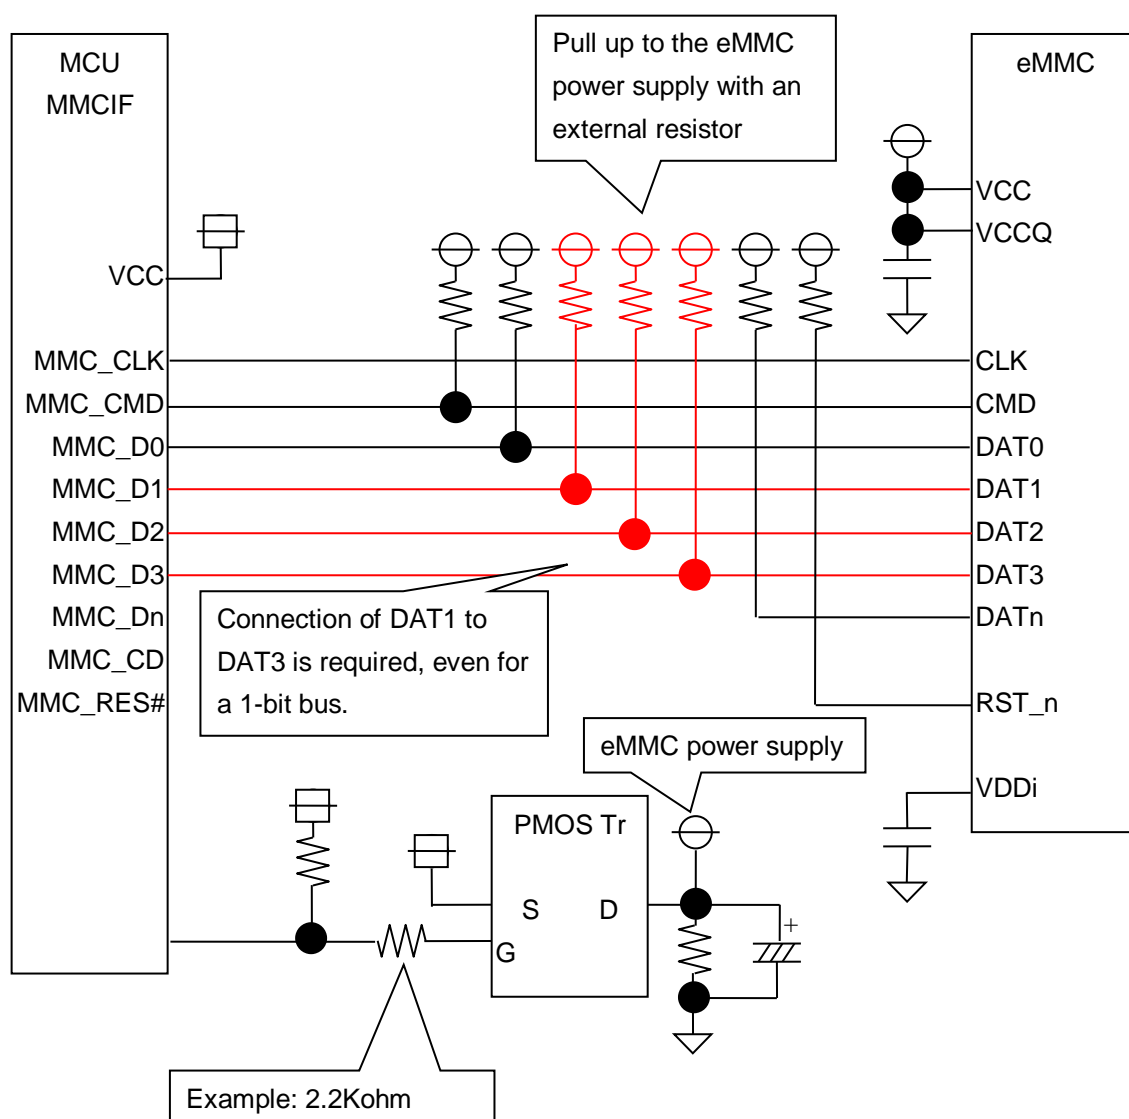 MCU
MMCIF
Pull up to the eMMC
power supply with an
external resistor
eMMC
VCC
VCCQ
VCC
MMC_CLK
CLK
MMC_CMD
CMD
MMC_D0
DAT0
MMC_D1
DAT1
MMC_D2
DAT2
MMC_D3
DAT3
MMC_Dn
DATn
MMC_CD
MMC_RES#
RST_n
Connection of DAT1 to
DAT3 is required, even for
a 1-bit bus.
eMMC power supply
VDDi
PMOS Tr
S D
G
+
Example: 2.2Kohm